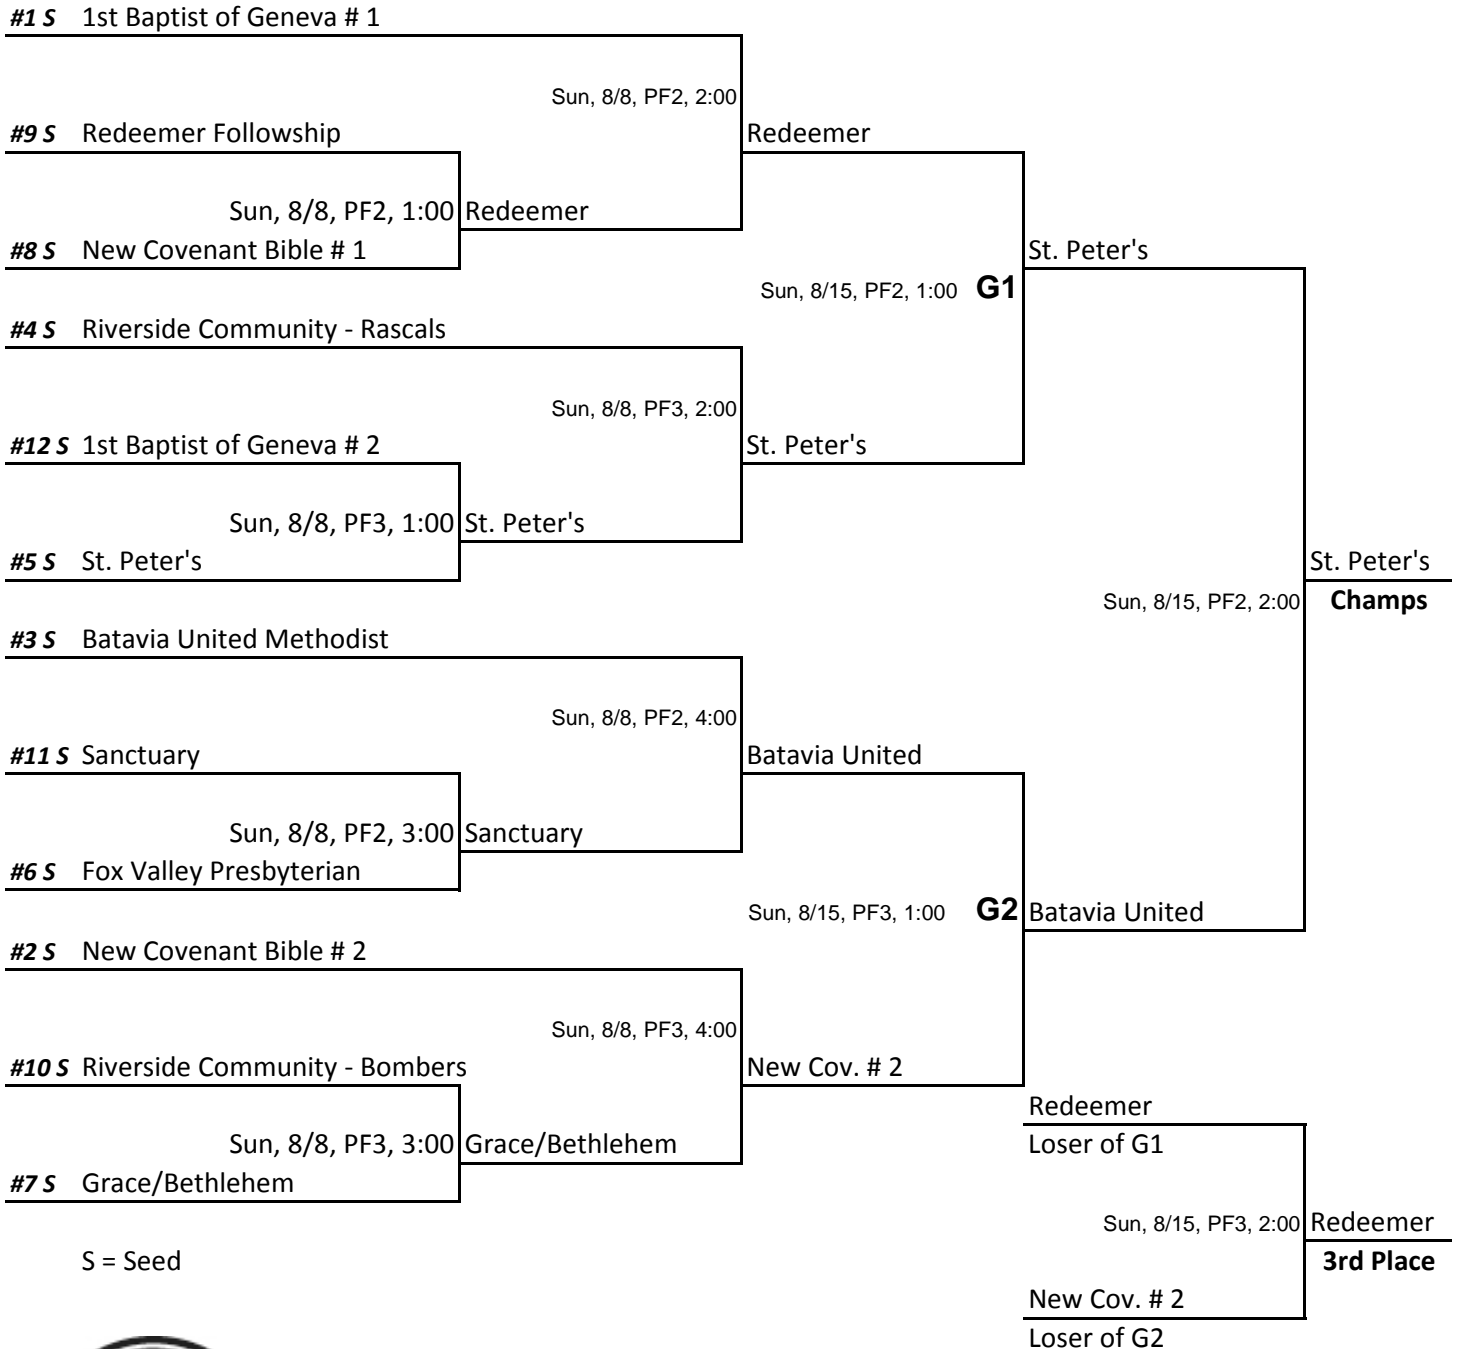 #1 S 1st Baptist of Geneva # 1
Sun, 8/8, PF2, 2:00
#9 S Redeemer Followship
Redeemer
Sun, 8/8, PF2, 1:00 Redeemer
#8 S New Covenant Bible # 1
St. Peter's
Sun, 8/15, PF2, 1:00 G1
#4 S Riverside Community - Rascals
Sun, 8/8, PF3, 2:00
#12 S 1st Baptist of Geneva # 2
St. Peter's
Sun, 8/8, PF3, 1:00 St. Peter's
#5 S St. Peter's
St. Peter's
Sun, 8/15, PF2, 2:00 Champs
#3 S Batavia United Methodist
Sun, 8/8, PF2, 4:00
#11 S Sanctuary
Batavia United
Sun, 8/8, PF2, 3:00 Sanctuary
#6 S Fox Valley Presbyterian
Sun, 8/15, PF3, 1:00 G2 Batavia United
#2 S New Covenant Bible # 2
Sun, 8/8, PF3, 4:00
#10 S Riverside Community - Bombers
New Cov. # 2
Redeemer
Sun, 8/8, PF3, 3:00 Grace/Bethlehem
Loser of G1
#7 S Grace/Bethlehem
Sun, 8/15, PF3, 2:00 Redeemer
S = Seed
3rd Place
New Cov. # 2
Loser of G2